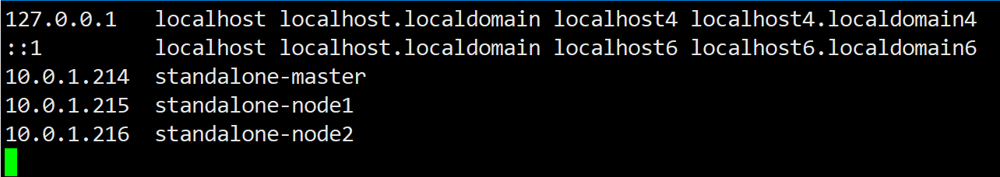 127.0.0.1   localhost localhost.localdomain localhost4 localhost4.localdomain4
::1         localhost localhost.localdomain localhost6 localhost6.localdomain6
10.0.1.214  standalone-master
10.0.1.215  standalone-node1
10.0.1.216  standalone-node2